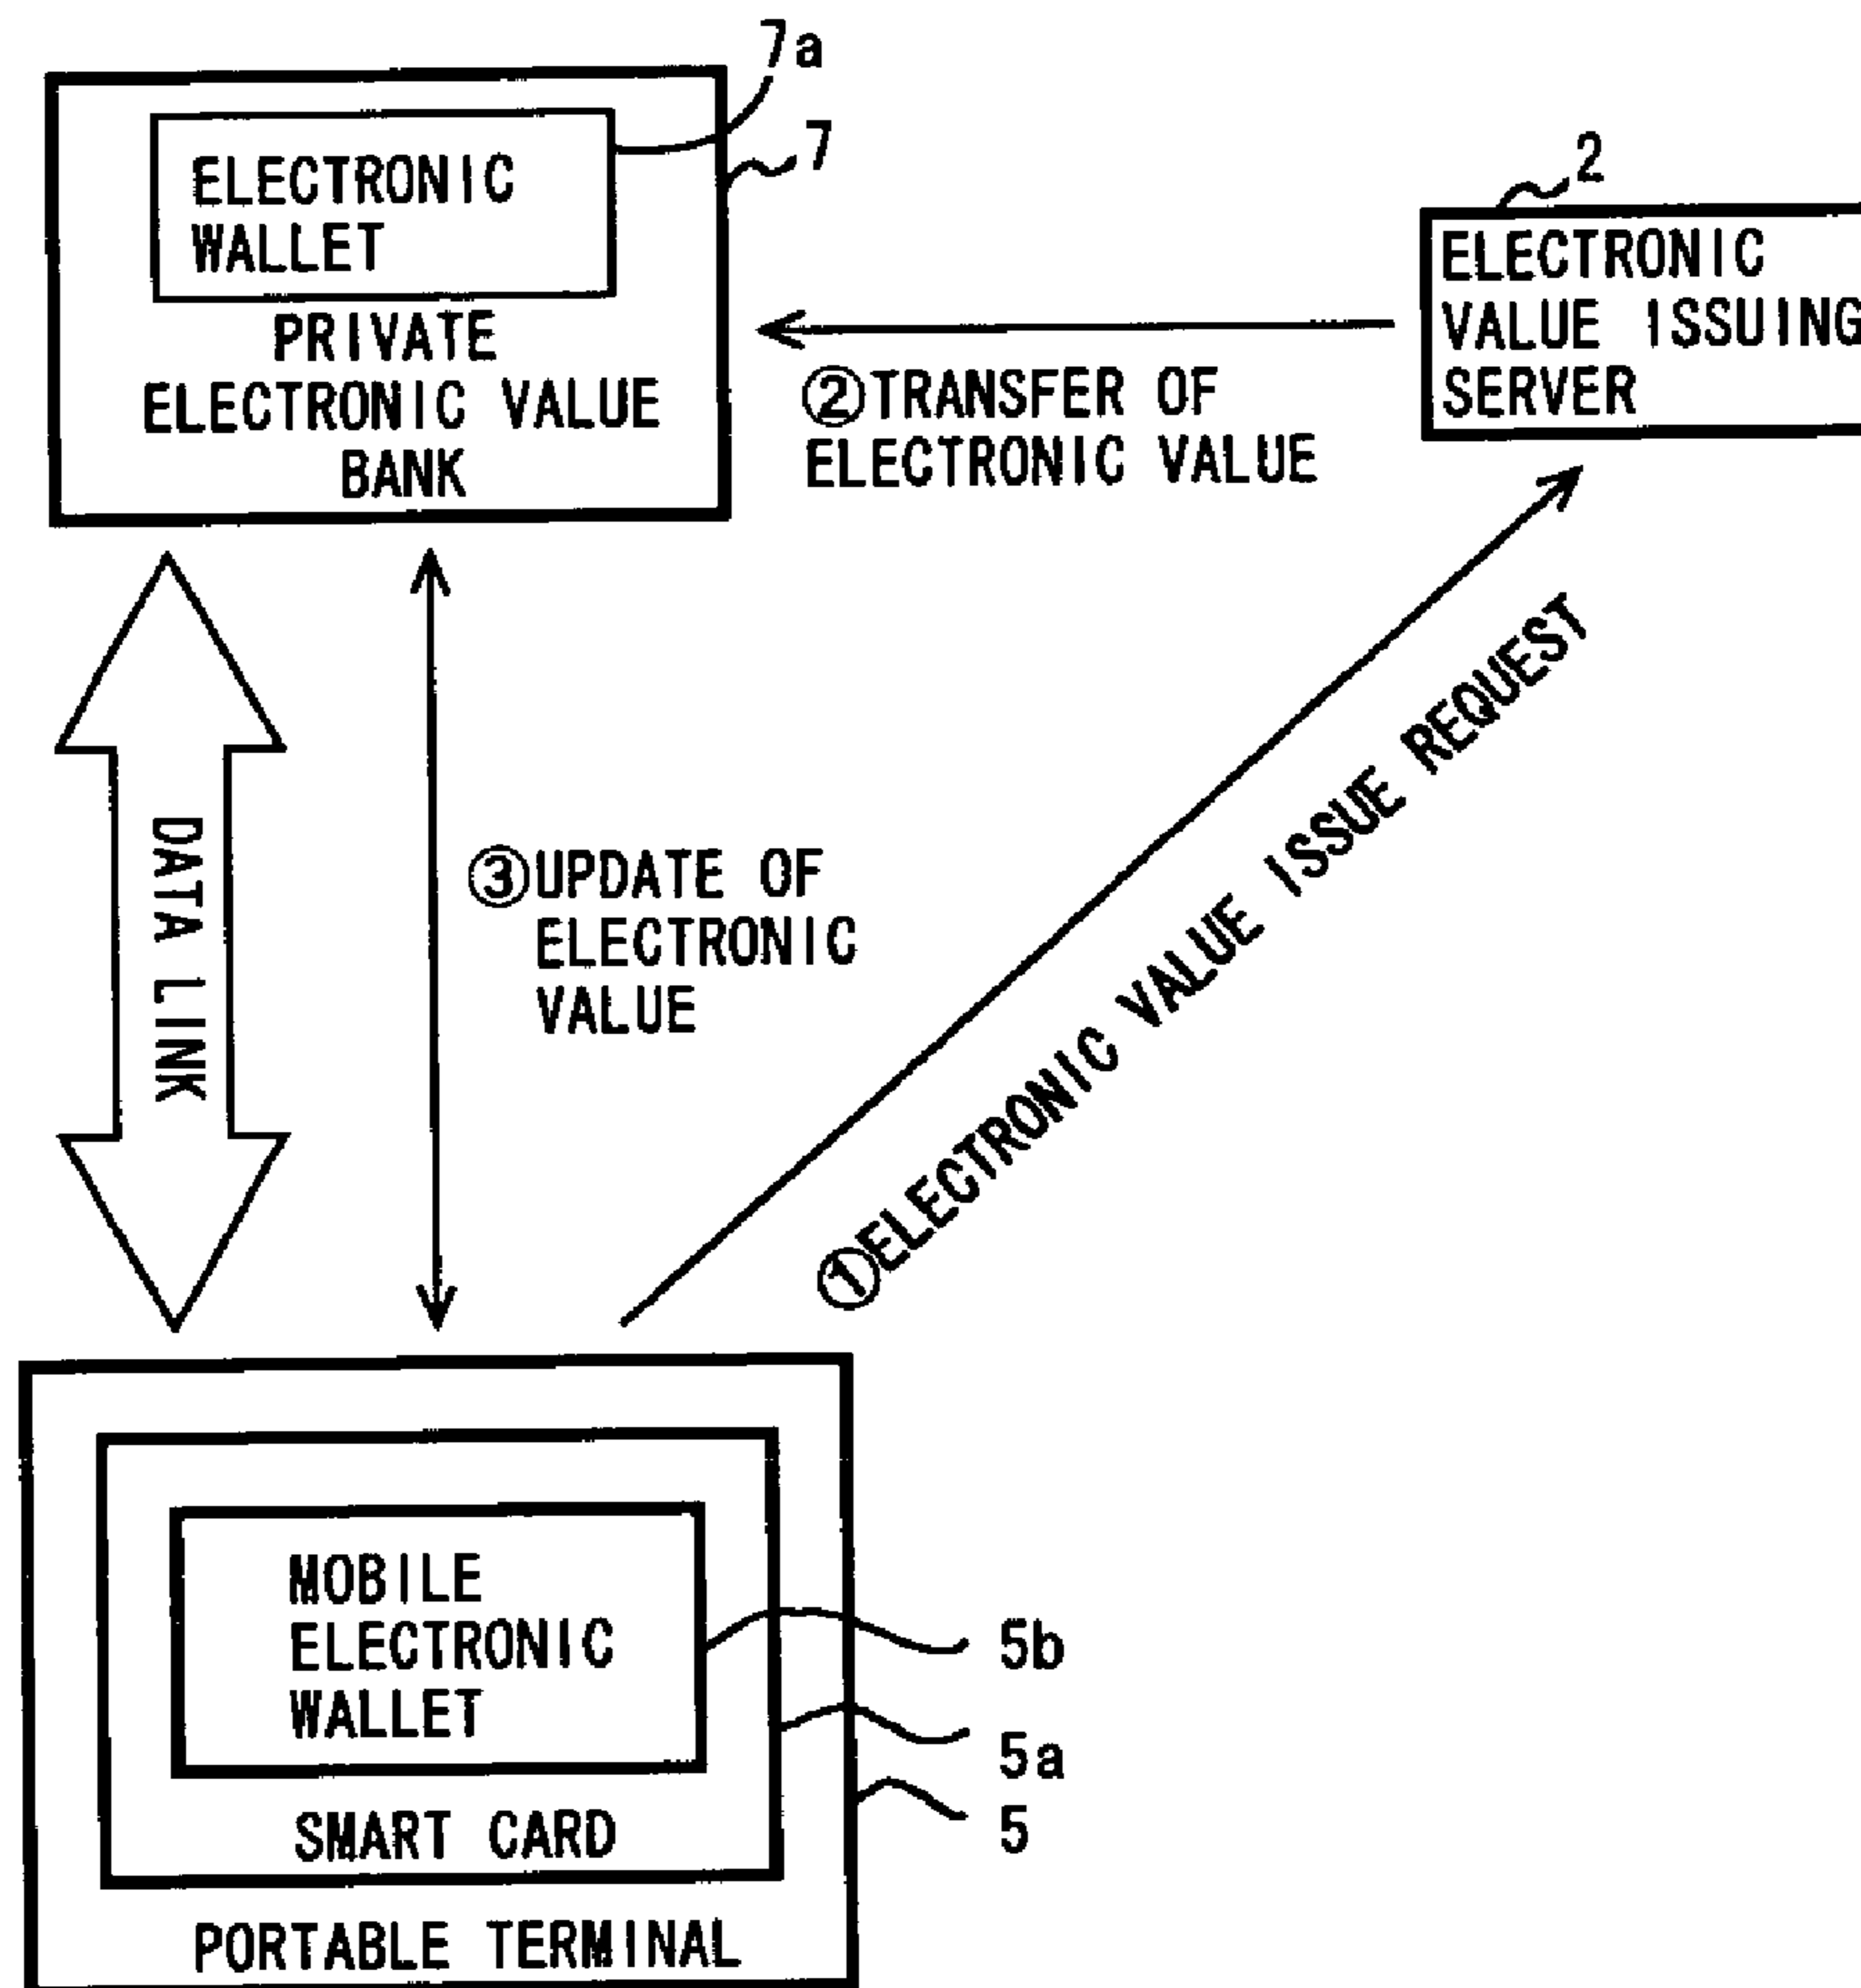 7a
7
ELECTRONIC
WALLET
PRIVATE
ELECTRONIC VALUE
BANK
2
ELECTRONIC
VALUE ISSUING
SERVER
②TRANSFER OF
ELECTRONIC VALUE
DATA LINK
③UPDATE OF
ELECTRONIC
VALUE
①ELECTRONIC VALUE ISSUE REQUEST
MOBILE
ELECTRONIC
WALLET
5b
5a
5
SMART CARD
PORTABLE TERMINAL